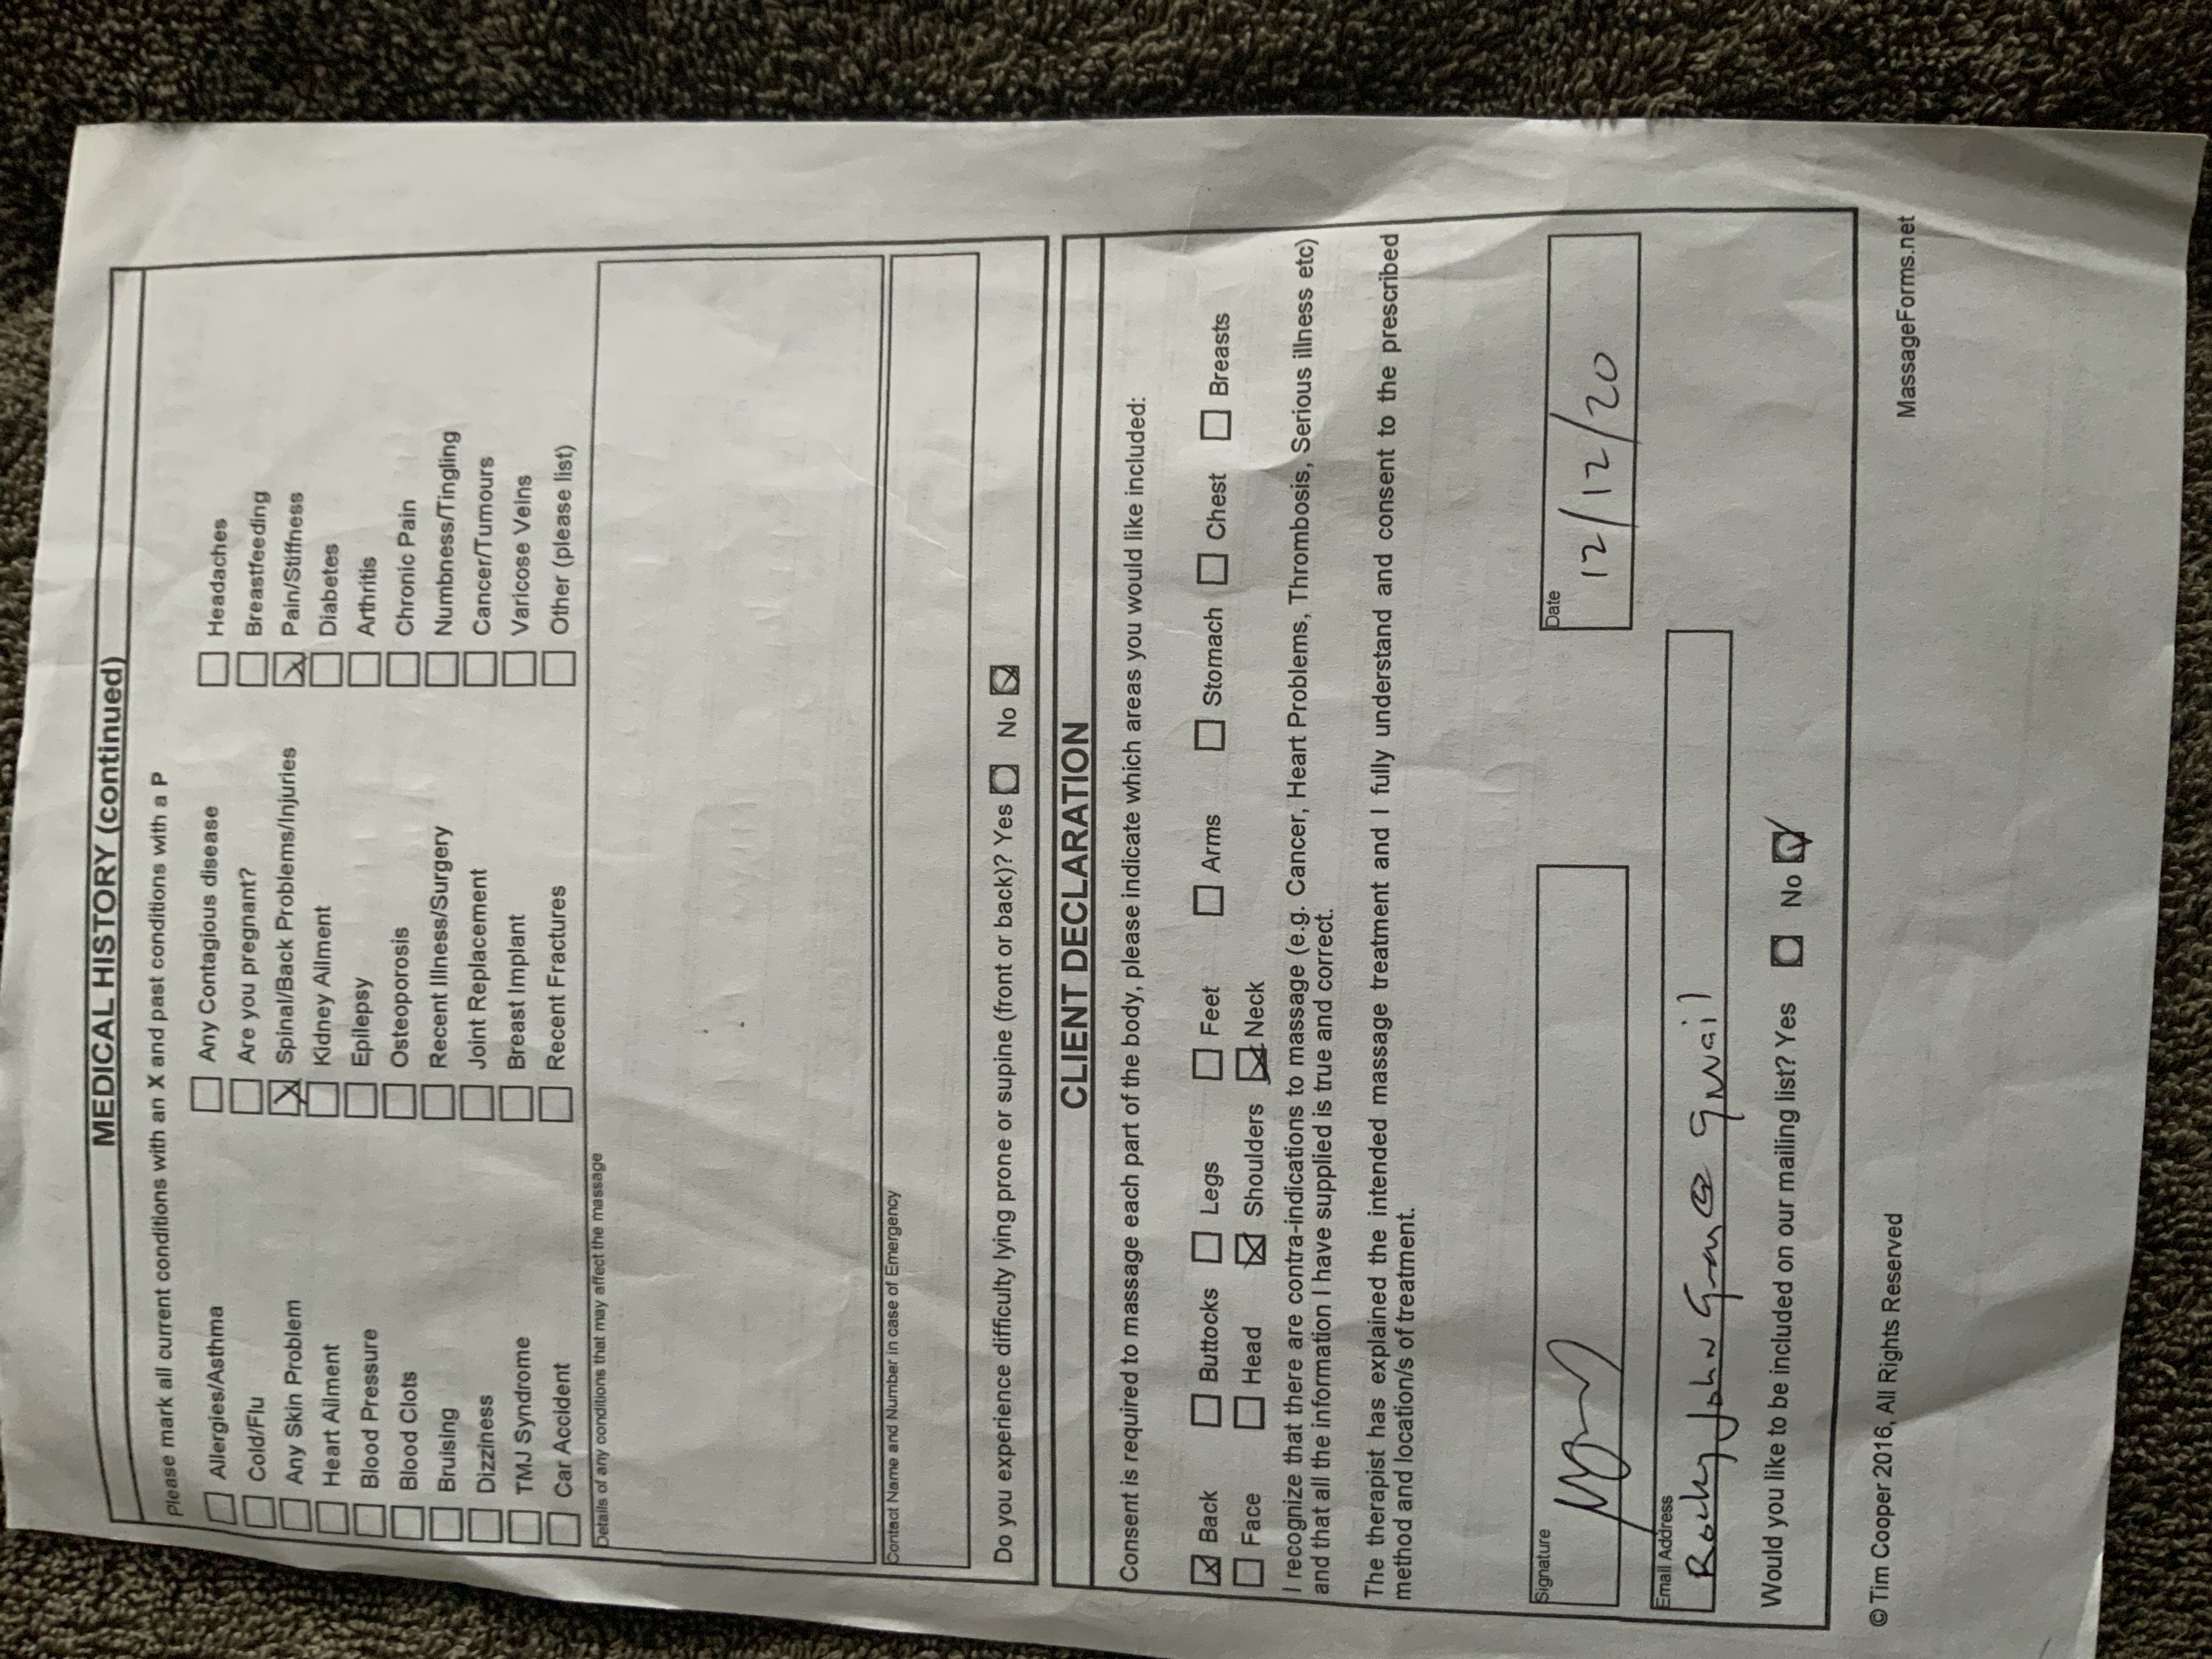 MEDICAL HISTORY (continued)
Please mark all current conditions with an X and past conditions with a P
Allergies/Asthma Any Contagious disease Headaches
Cold/Flu Are you pregnant? Breastfeeding
Any Skin Problem X Spinal/Back Problems/Injuries X Pain/Stiffness
Heart Ailment Kidney Ailment Diabetes
Blood Pressure Epilepsy Arthritis
Blood Clots Osteoporosis Chronic Pain
Bruising Recent Illness/Surgery Numbness/Tingling
Dizziness Joint Replacement Cancer/Tumours
TMJ Syndrome Breast Implant Varicose Veins
Car Accident Recent Fractures Other (please list)
Details of any conditions that may affect the massage
Contact Name and Number in case of Emergency
Do you experience difficulty lying prone or supine (front or back)? Yes No
CLIENT DECLARATION
Consent is required to massage each part of the body, please indicate which areas you would like included:
X Back Buttocks Legs Feet Arms Stomach Chest Breasts
Face Head X Shoulders X Neck
I recognize that there are contra-indications to massage (e.g. Cancer, Heart Problems, Thrombosis, Serious illness etc)
and that all the information I have supplied is true and correct.
The therapist has explained the intended massage treatment and I fully understand and consent to the prescribed
method and location/s of treatment.
Signature Date
12/12/20
Email Address
@ gmail
Would you like to be included on our mailing list? Yes No
©Tim Cooper 2016, All Rights Reserved MassageForms.net